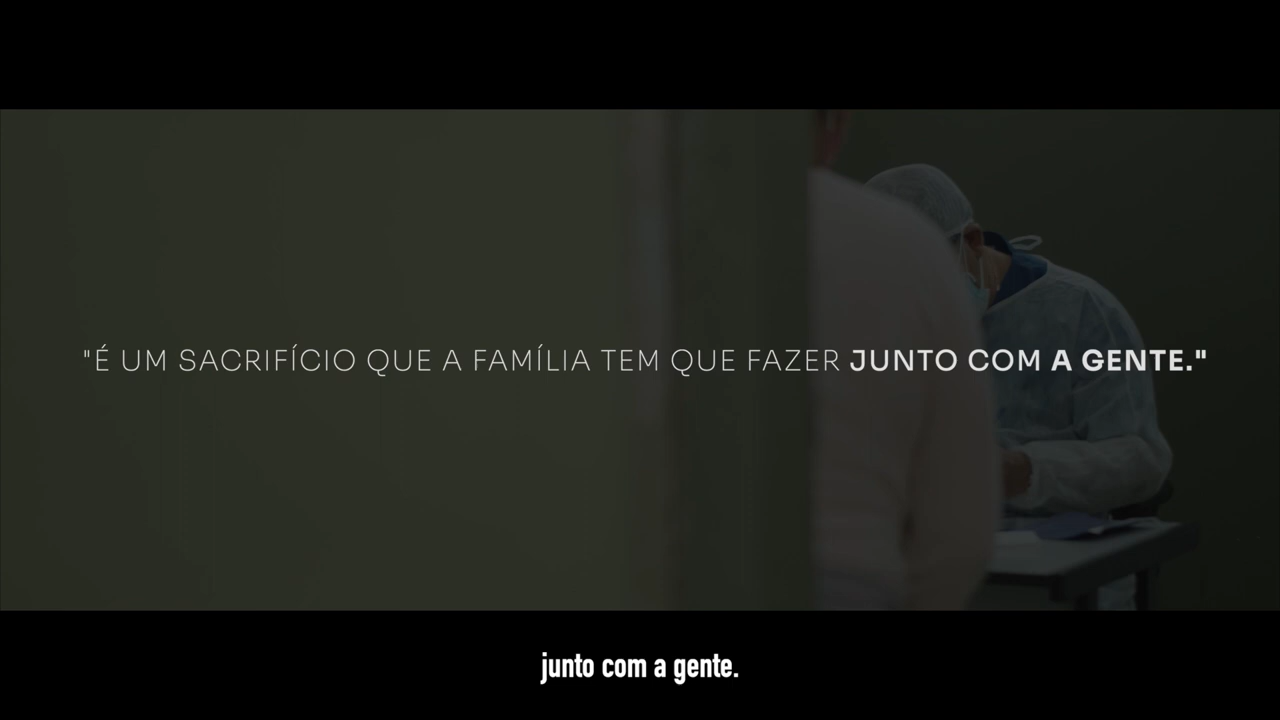 "É UM SACRIFÍCIO QUE A FAMÍLIA TEM QUE FAZER JUNTO COM A GENTE."
junto com a gente.